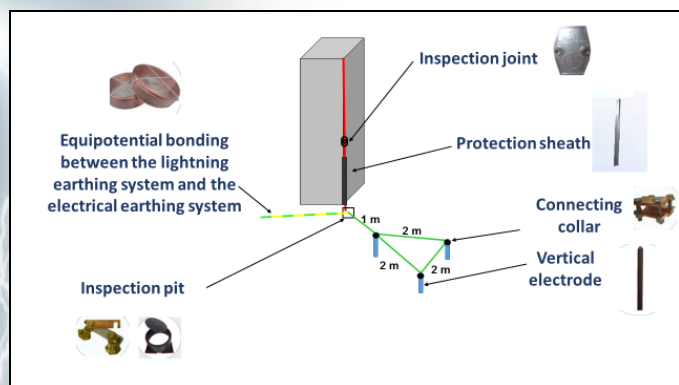 Inspection joint
Equipotential bonding
between the lightning
earthing system and the
electrical earthing system
Protection sheath
1 m
2 m
Connecting
collar
2 m
2 m
Vertical
electrode
Inspection pit